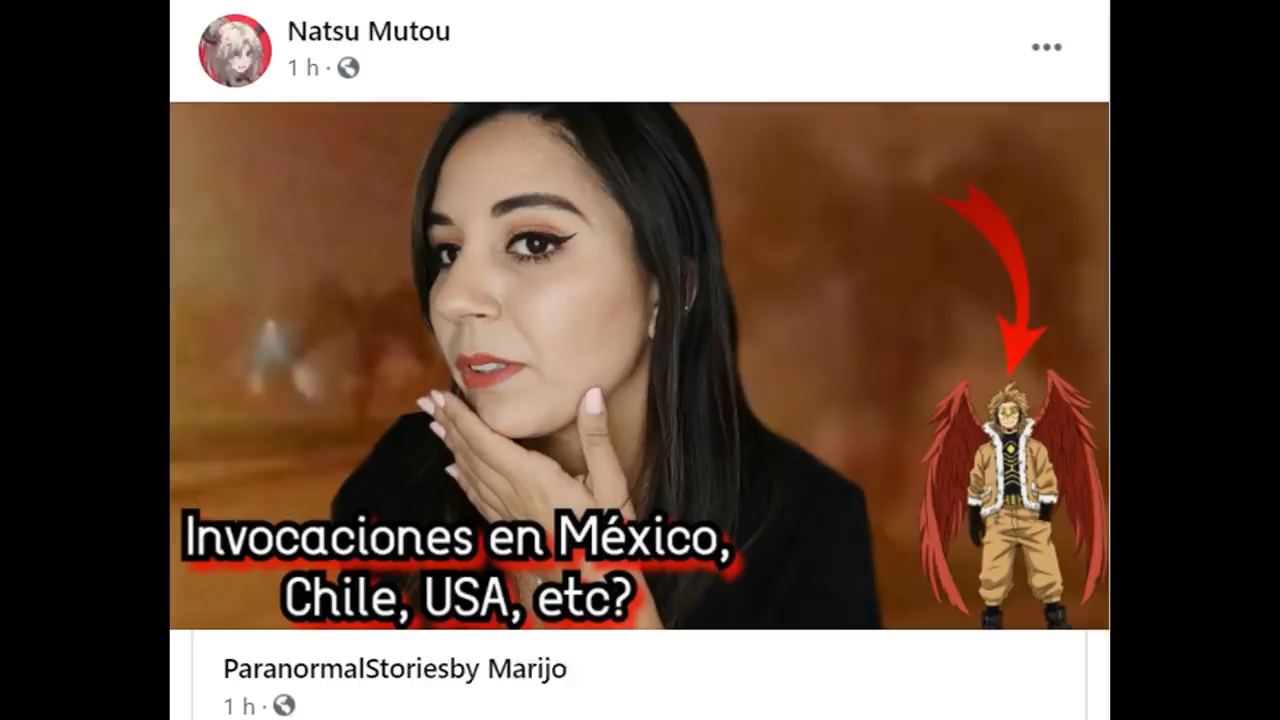 Natsu Mutou
1 h ·
Invocaciones en México,
Chile, USA, etc?
ParanormalStoriesby Marijo
1 h ·